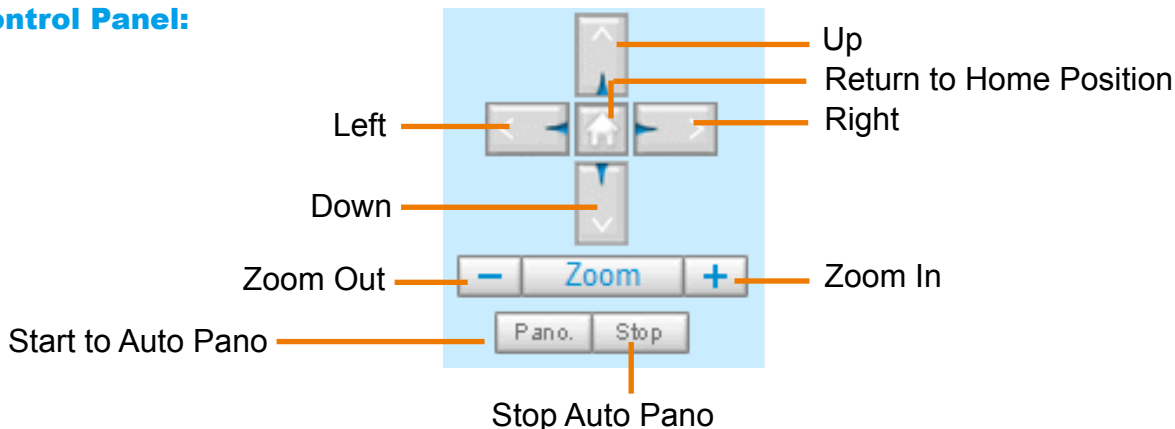 ontrol Panel:
Up
Return to Home Position
Left
Right
Down
Zoom Out
Zoom
Zoom In
Start to Auto Pano
Pano.
Stop
Stop Auto Pano